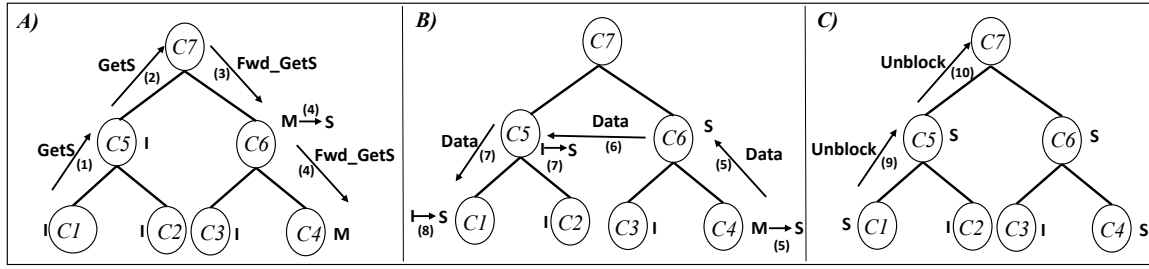 A)
C7
GetS
(2)
(3)
Fwd_GetS
M → S
(4)
GetS
(1)
C5
I
C6
Fwd_GetS
(4)
I
C1
I
C2
C3
I
C4
M
B)
C7
Data
(7)
C5
I → S
(7)
Data
(6)
C6
S
Data
(5)
I → S
(8)
C1
I
C2
C3
I
C4
M → S
(5)
C)
C7
Unblock
(10)
Unblock
(9)
C5
S
C6
S
S
C1
I
C2
C3
I
C4
S